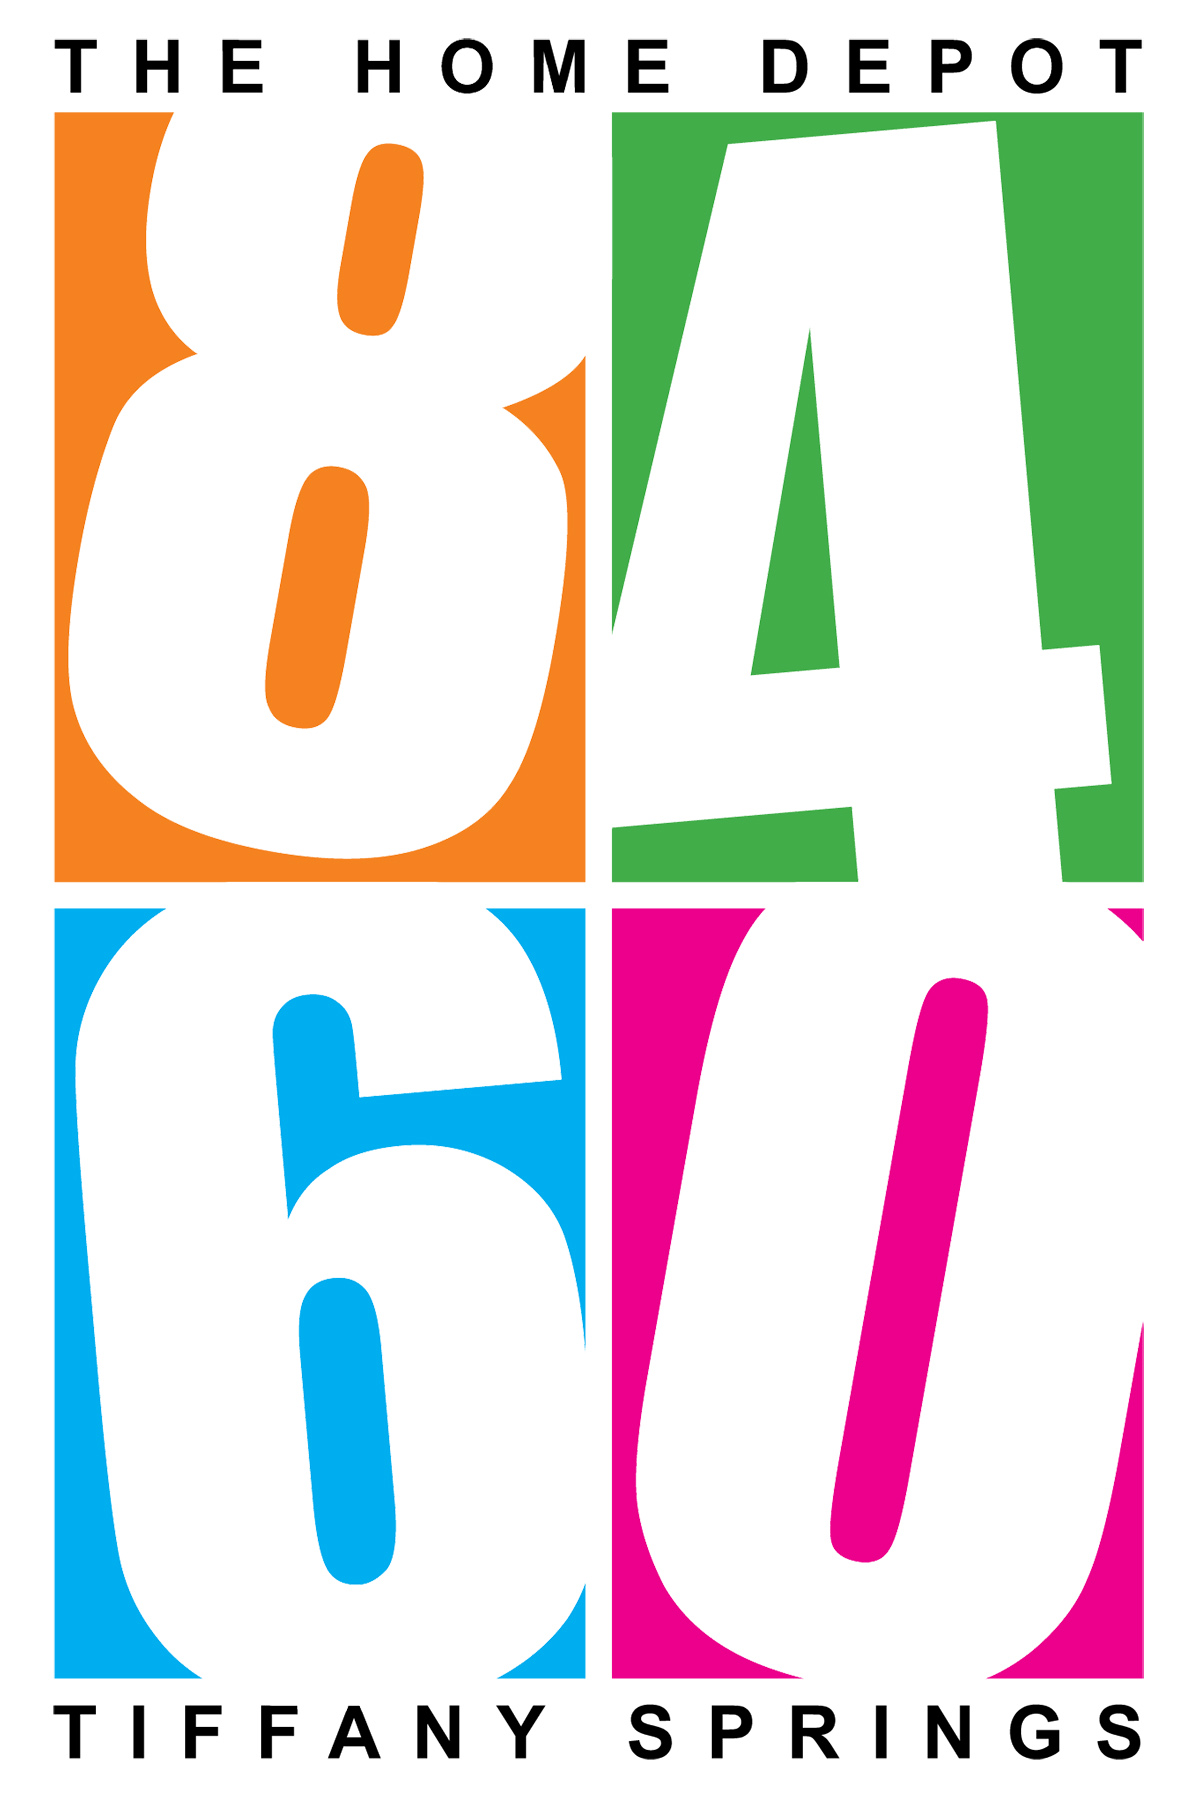 THE HOME DEPOT
84
60
TIFFANY SPRINGS